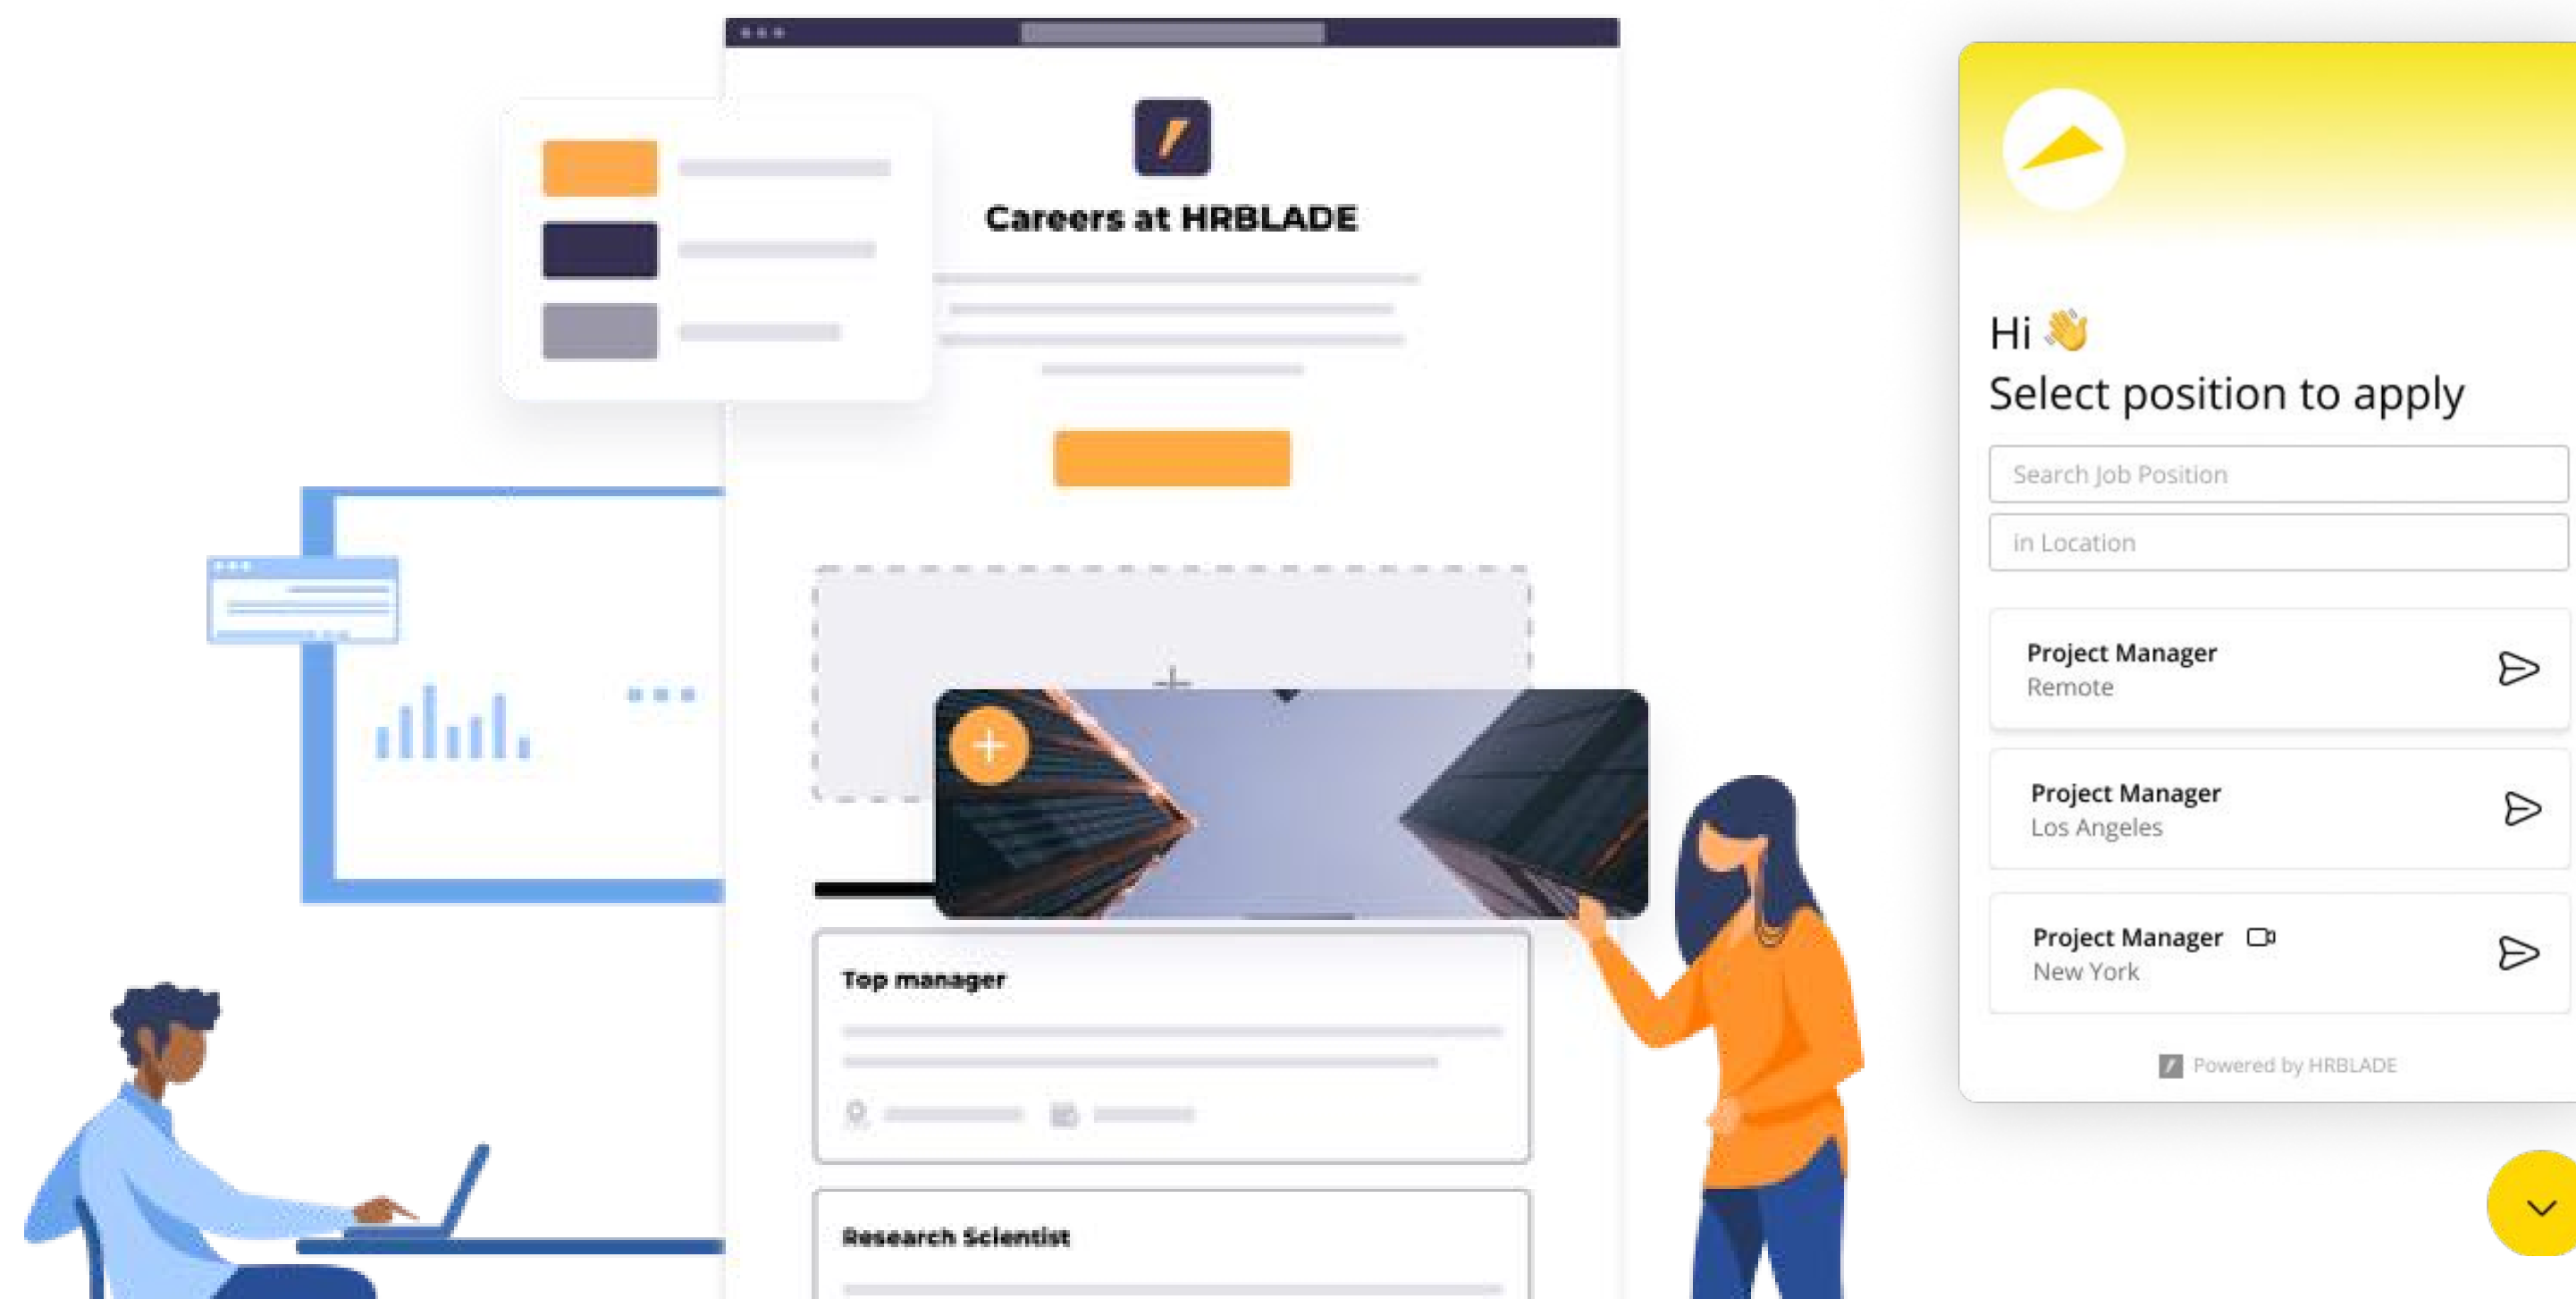 Careers at HRBLADE
Top manager
Research Scientist
Hi 👋
Select position to apply
Search Job Position
in Location
Project Manager
Remote
Project Manager
Los Angeles
Project Manager
New York
Powered by HRBLADE